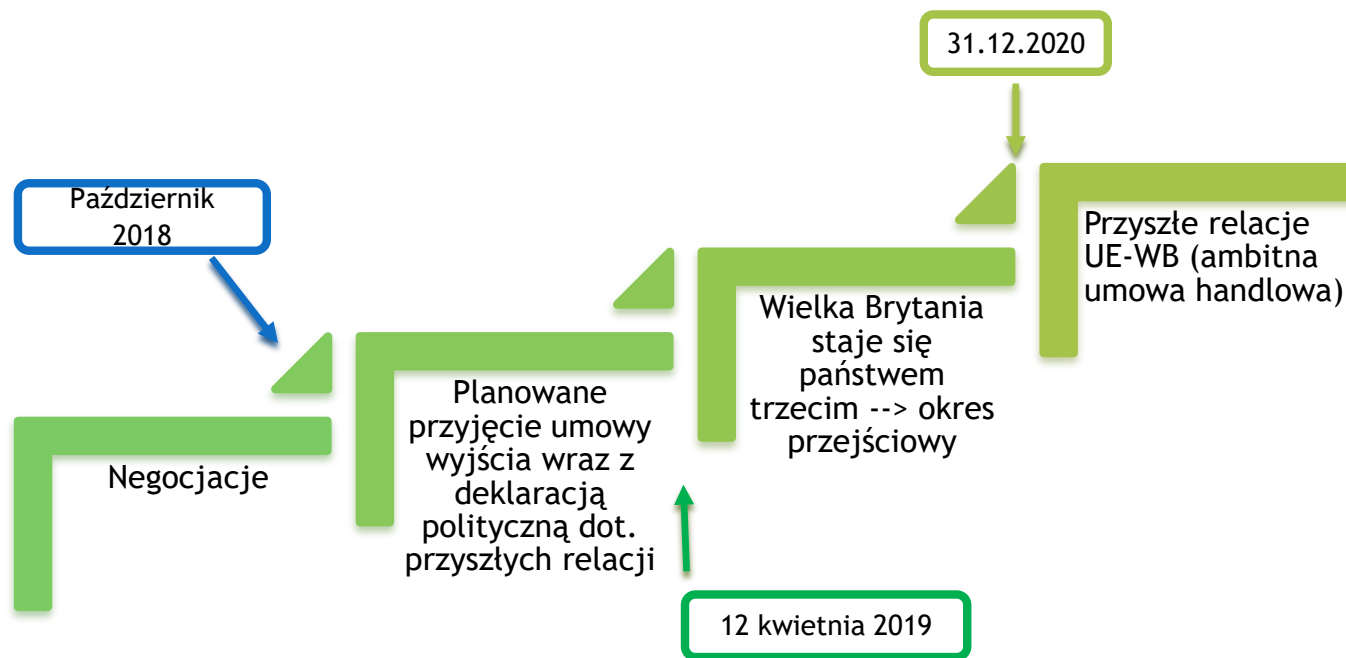 31.12.2020
Październik
2018
Przyszłe relacje
UE-WB (ambitna
umowa handlowa)
Wielka Brytania
staje się
państwem
trzecim --> okres
przejściowy
Planowane
przyjęcie umowy
wyjścia wraz z
deklaracją
polityczną dot.
przyszłych relacji
Negocjacje
12 kwietnia 2019